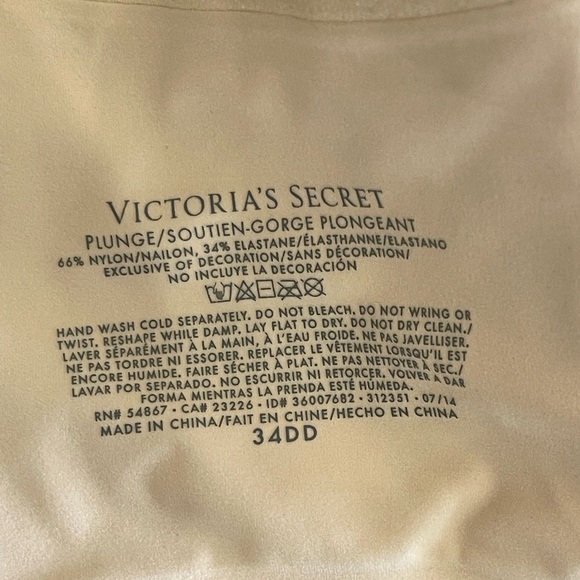 VICTORIA'S SECRET
PLUNGE/SOUTIEN-GORGE PLONGEANT
66% NYLON/NAILON, 34% ELASTANE/ÉLASTHANNE/ELASTANO
EXCLUSIVE OF DECORATION/SANS DÉCORATION/
NO INCLUYE LA DECORACIÓN
HAND WASH COLD SEPARATELY. DO NOT BLEACH. DO NOT WRING OR
TWIST. RESHAPE WHILE DAMP. LAY FLAT TO DRY. DO NOT DRY CLEAN./
LAVER SÉPARÉMENT À LA MAIN, À L'EAU FROIDE. NE PAS JAVELLISER.
NE PAS TORDRE NI ESSORER. REPLACER LE VÊTEMENT LORSQU'IL EST
ENCORE HUMIDE. FAIRE SÉCHER À PLAT. NE PAS NETTOYER À SEC./
LAVAR POR SEPARADO. NO ESCURRIR NI RETORCER. VOLVER A DAR
FORMA MIENTRAS LA PRENDA ESTÉ HÚMEDA.
RN# 54867 • CA# 23226 • ID# 36007682 • 312351 • 07/14
MADE IN CHINA/FAIT EN CHINE/HECHO EN CHINA
34DD